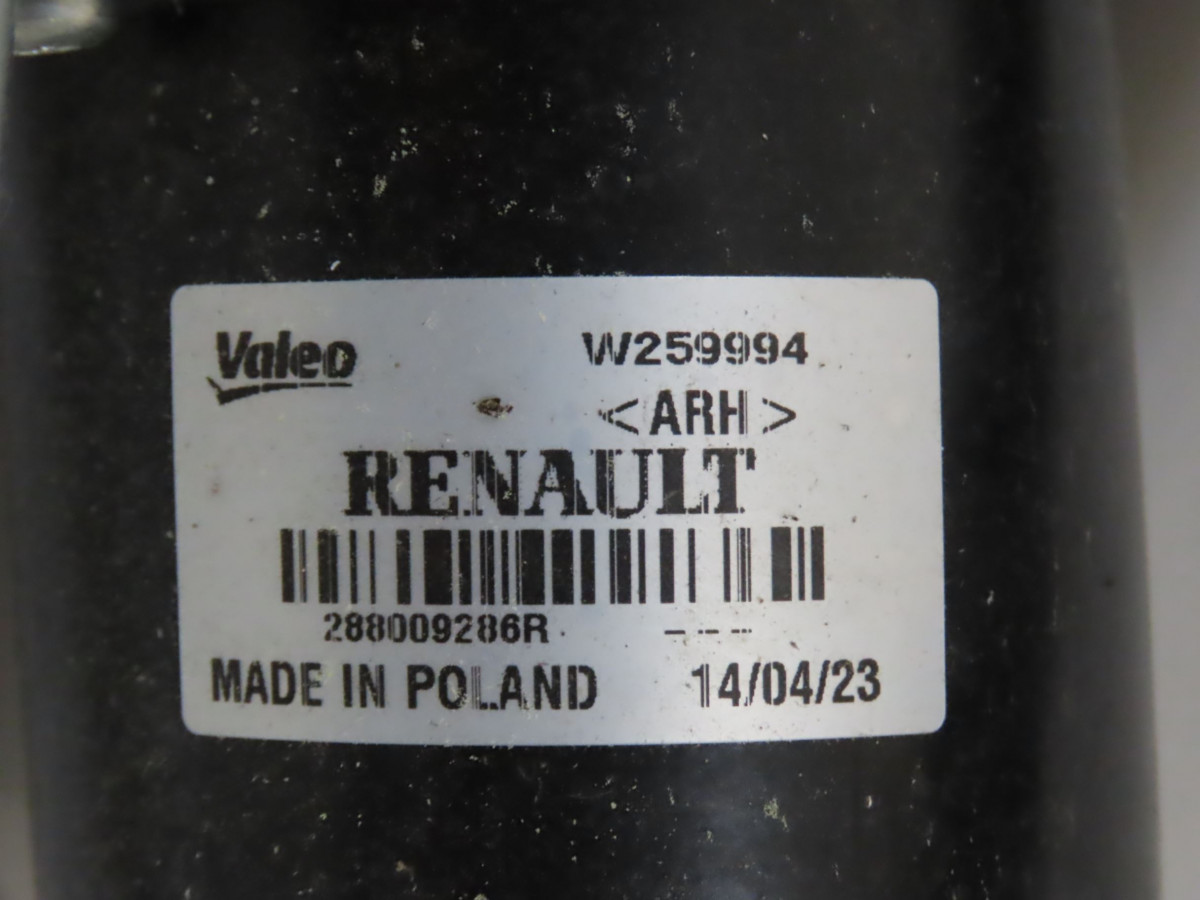 Valeo W259994
<ARH>
RENAULT
288009286R ---
MADE IN POLAND 14/04/23